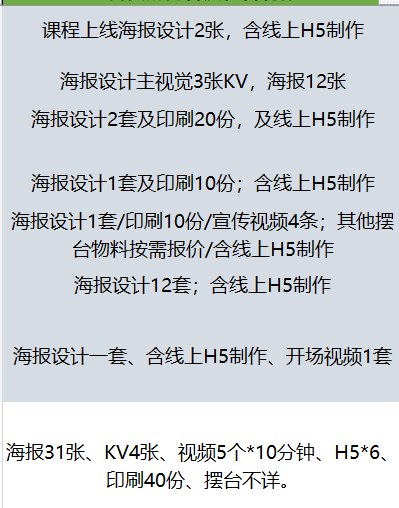 课程上线海报设计2张，含线上H5制作
海报设计主视觉3张KV，海报12张
海报设计2套及印刷20份，及线上H5制作
海报设计1套及印刷10份；含线上H5制作
海报设计1套/印刷10份/宣传视频4条；其他摆
台物料按需报价/含线上H5制作
海报设计12套；含线上H5制作
海报设计一套、含线上H5制作、开场视频1套
海报31张、KV4张、视频5个*10分钟、H5*6、
印刷40份、摆台不详。